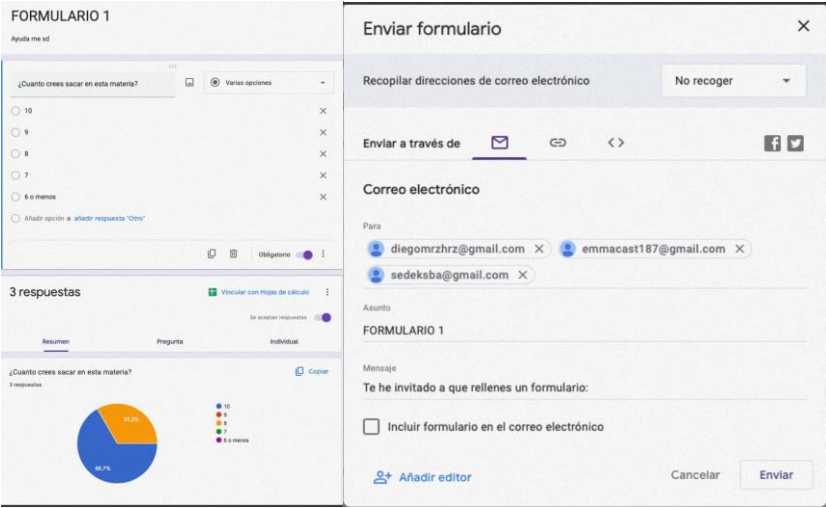 FORMULARIO 1
Ayuda me xd
¿Cuanto crees sacar en esta materia?
Varias opciones
10
9
8
7
6 o menos
Añadir opción o añadir respuesta "Otro"
Obligatorio
3 respuestas
Vincular con Hojas de cálculo
Se aceptan respuestas
Resumen
Pregunta
Individual
¿Cuanto crees sacar en esta materia?
Copiar
3 respuestas
33,3%
66,7%
10
9
8
7
6 o menos
Enviar formulario
Recopilar direcciones de correo electrónico
No recoger
Enviar a través de
Correo electrónico
Para
diegomrzhrz@gmail.com
emmacast187@gmail.com
sedeksba@gmail.com
Asunto
FORMULARIO 1
Mensaje
Te he invitado a que rellenes un formulario:
Incluir formulario en el correo electrónico
Añadir editor
Cancelar
Enviar